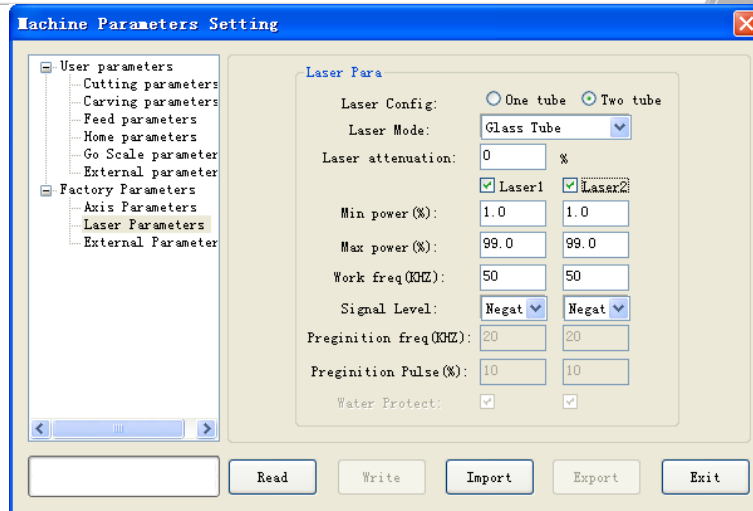 Machine Parameters Setting
User parameters
Cutting parameters
Carving parameters
Feed parameters
Home parameters
Go Scale parameter
External parameter
Factory Parameters
Axis Parameters
Laser Parameters
External Parameter
Laser Para
Laser Config: One tube Two tube
Laser Mode: Glass Tube
Laser attenuation: 0 %
Laser1 Laser2
Min power(%): 1.0 1.0
Max power(%): 99.0 99.0
Work freq(KHZ): 50 50
Signal Level: Negat Negat
Preginition freq(KHZ): 20 20
Preginition Pulse(%): 10 10
Water Protect:
Read Write Import Export Exit